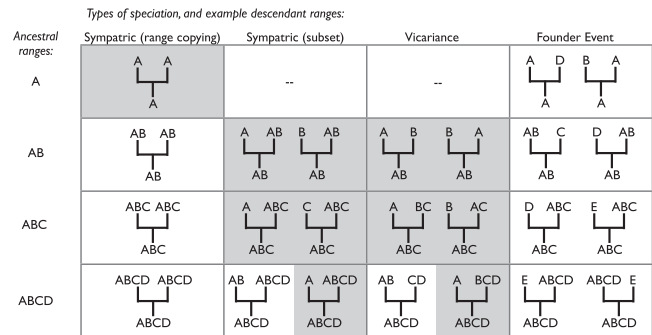 Types of speciation, and example descendant ranges:
Ancestral ranges: Sympatric (range copying) Sympatric (subset) Vicariance Founder Event
A A A -- -- A D B A
A A A
AB AB AB A AB B AB A B B A AB C D AB
AB AB AB AB AB AB AB
ABC ABC ABC A ABC C ABC A BC B AC D ABC E ABC
ABC ABC ABC ABC ABC ABC ABC
ABCD ABCD ABCD AB ABCD A ABCD AB CD A BCD E ABCD ABCD E
ABCD ABCD ABCD ABCD ABCD ABCD ABCD